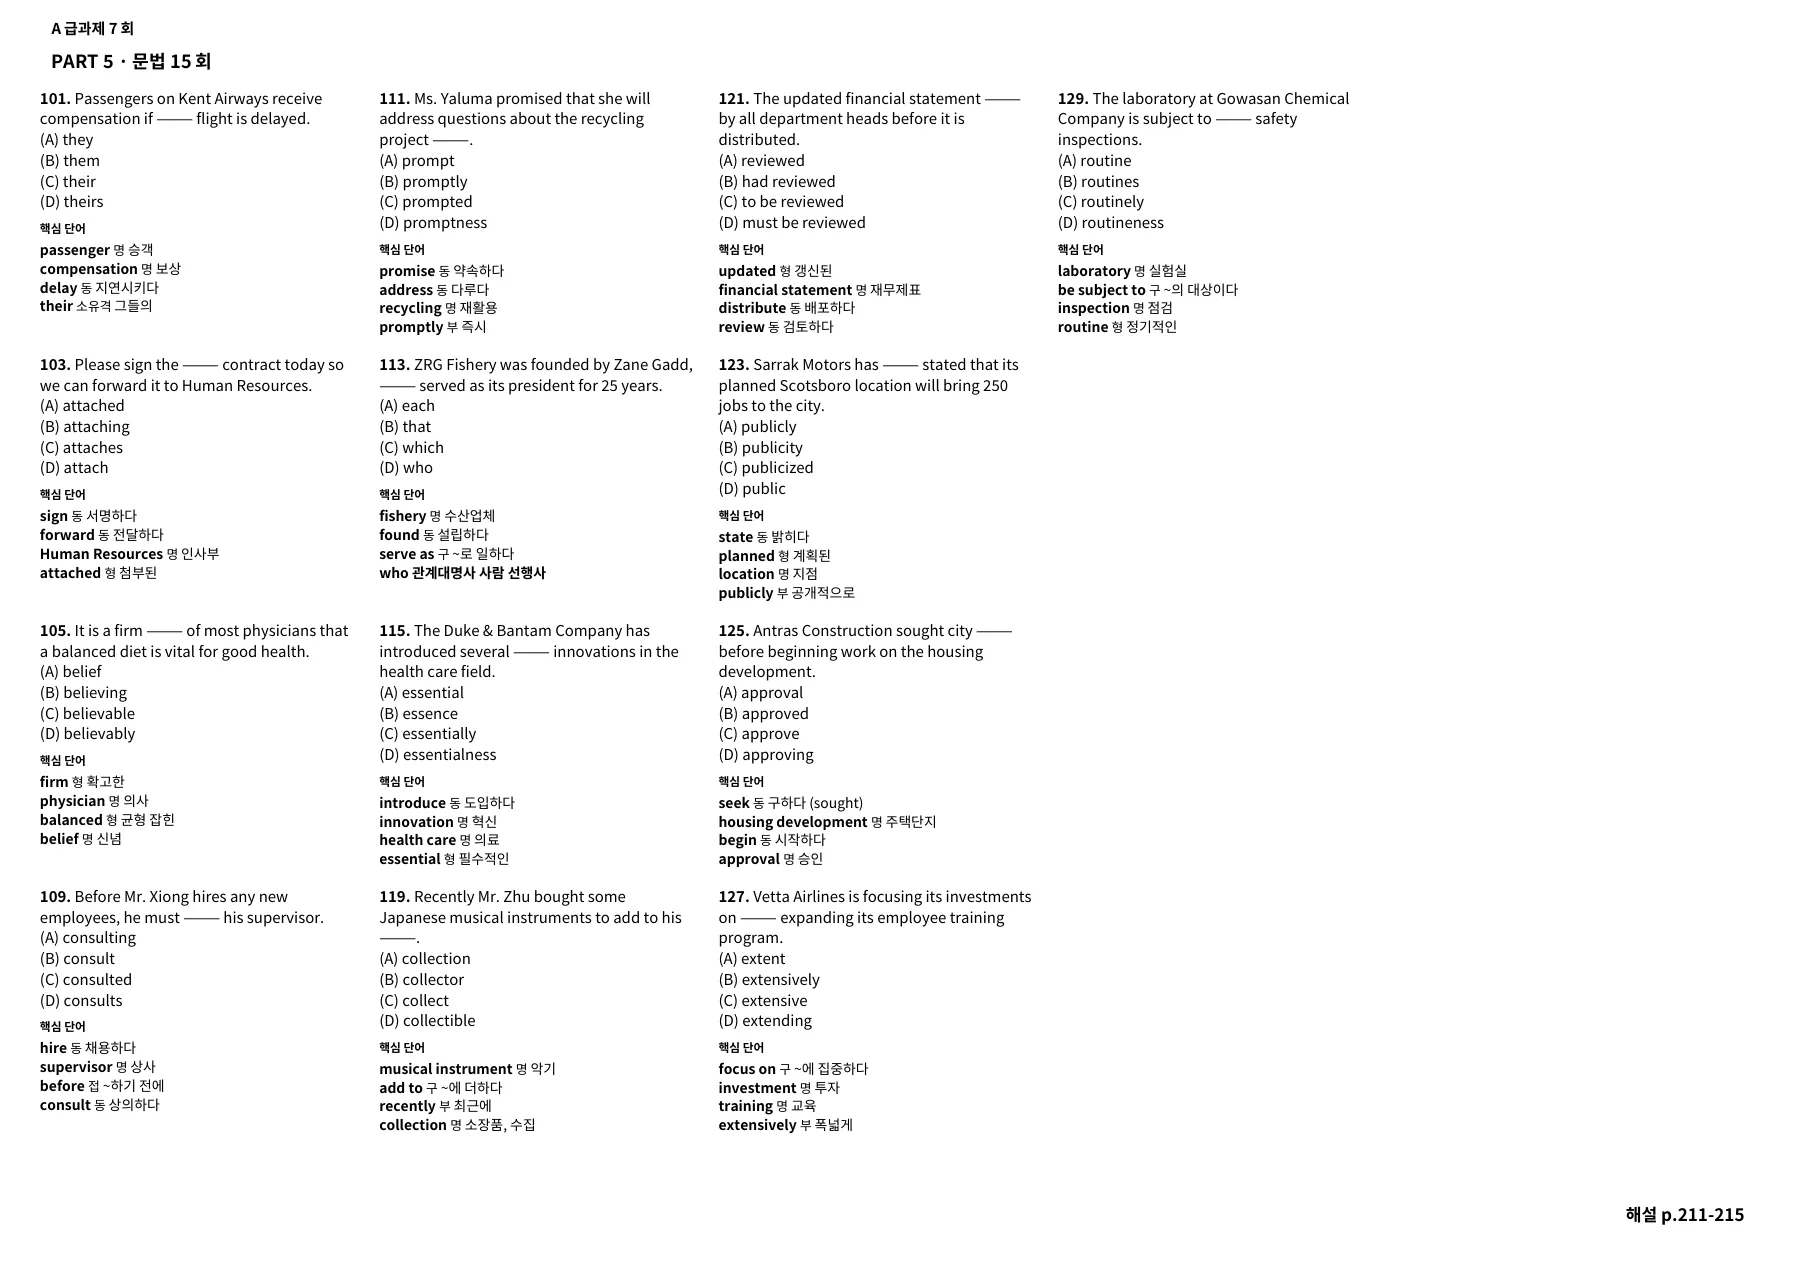 A급과제 7회
PART 5 · 문법 15회
101. Passengers on Kent Airways receive
compensation if —— flight is delayed.
(A) they
(B) them
(C) their
(D) theirs
핵심 단어
passenger 명 승객
compensation 명 보상
delay 동 지연시키다
their 소유격 그들의
103. Please sign the —— contract today so
we can forward it to Human Resources.
(A) attached
(B) attaching
(C) attaches
(D) attach
핵심 단어
sign 동 서명하다
forward 동 전달하다
Human Resources 명 인사부
attached 형 첨부된
105. It is a firm —— of most physicians that
a balanced diet is vital for good health.
(A) belief
(B) believing
(C) believable
(D) believably
핵심 단어
firm 형 확고한
physician 명 의사
balanced 형 균형 잡힌
belief 명 신념
109. Before Mr. Xiong hires any new
employees, he must —— his supervisor.
(A) consulting
(B) consult
(C) consulted
(D) consults
핵심 단어
hire 동 채용하다
supervisor 명 상사
before 접 ~하기 전에
consult 동 상의하다
111. Ms. Yaluma promised that she will
address questions about the recycling
project ——.
(A) prompt
(B) promptly
(C) prompted
(D) promptness
핵심 단어
promise 동 약속하다
address 동 다루다
recycling 명 재활용
promptly 부 즉시
113. ZRG Fishery was founded by Zane Gadd,
—— served as its president for 25 years.
(A) each
(B) that
(C) which
(D) who
핵심 단어
fishery 명 수산업체
found 동 설립하다
serve as 구 ~로 일하다
who 관계대명사 사람 선행사
115. The Duke & Bantam Company has
introduced several —— innovations in the
health care field.
(A) essential
(B) essence
(C) essentially
(D) essentialness
핵심 단어
introduce 동 도입하다
innovation 명 혁신
health care 명 의료
essential 형 필수적인
119. Recently Mr. Zhu bought some
Japanese musical instruments to add to his
——.
(A) collection
(B) collector
(C) collect
(D) collectible
핵심 단어
musical instrument 명 악기
add to 구 ~에 더하다
recently 부 최근에
collection 명 소장품, 수집
121. The updated financial statement ——
by all department heads before it is
distributed.
(A) reviewed
(B) had reviewed
(C) to be reviewed
(D) must be reviewed
핵심 단어
updated 형 갱신된
financial statement 명 재무제표
distribute 동 배포하다
review 동 검토하다
123. Sarrak Motors has —— stated that its
planned Scotsboro location will bring 250
jobs to the city.
(A) publicly
(B) publicity
(C) publicized
(D) public
핵심 단어
state 동 밝히다
planned 형 계획된
location 명 지점
publicly 부 공개적으로
125. Antras Construction sought city ——
before beginning work on the housing
development.
(A) approval
(B) approved
(C) approve
(D) approving
핵심 단어
seek 동 구하다 (sought)
housing development 명 주택단지
begin 동 시작하다
approval 명 승인
127. Vetta Airlines is focusing its investments
on —— expanding its employee training
program.
(A) extent
(B) extensively
(C) extensive
(D) extending
핵심 단어
focus on 구 ~에 집중하다
investment 명 투자
training 명 교육
extensively 부 폭넓게
129. The laboratory at Gowasan Chemical
Company is subject to —— safety
inspections.
(A) routine
(B) routines
(C) routinely
(D) routineness
핵심 단어
laboratory 명 실험실
be subject to 구 ~의 대상이다
inspection 명 점검
routine 형 정기적인
해설 p.211-215